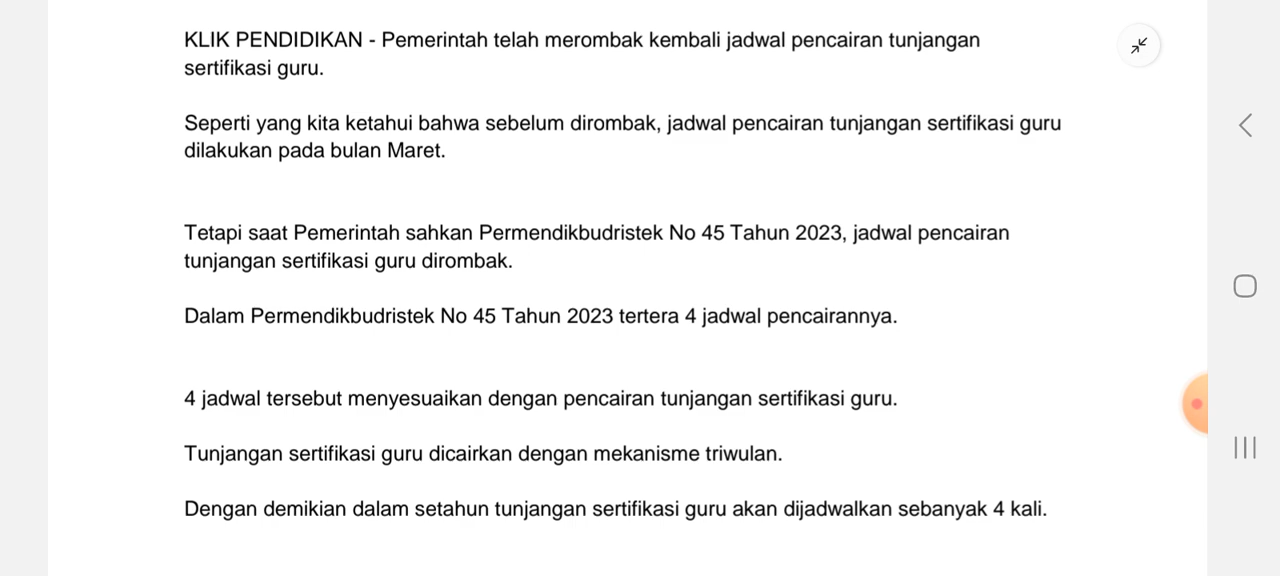 KLIK PENDIDIKAN - Pemerintah telah merombak kembali jadwal pencairan tunjangan
sertifikasi guru.
Seperti yang kita ketahui bahwa sebelum dirombak, jadwal pencairan tunjangan sertifikasi guru
dilakukan pada bulan Maret.
Tetapi saat Pemerintah sahkan Permendikbudristek No 45 Tahun 2023, jadwal pencairan
tunjangan sertifikasi guru dirombak.
Dalam Permendikbudristek No 45 Tahun 2023 tertera 4 jadwal pencairannya.
4 jadwal tersebut menyesuaikan dengan pencairan tunjangan sertifikasi guru.
Tunjangan sertifikasi guru dicairkan dengan mekanisme triwulan.
Dengan demikian dalam setahun tunjangan sertifikasi guru akan dijadwalkan sebanyak 4 kali.